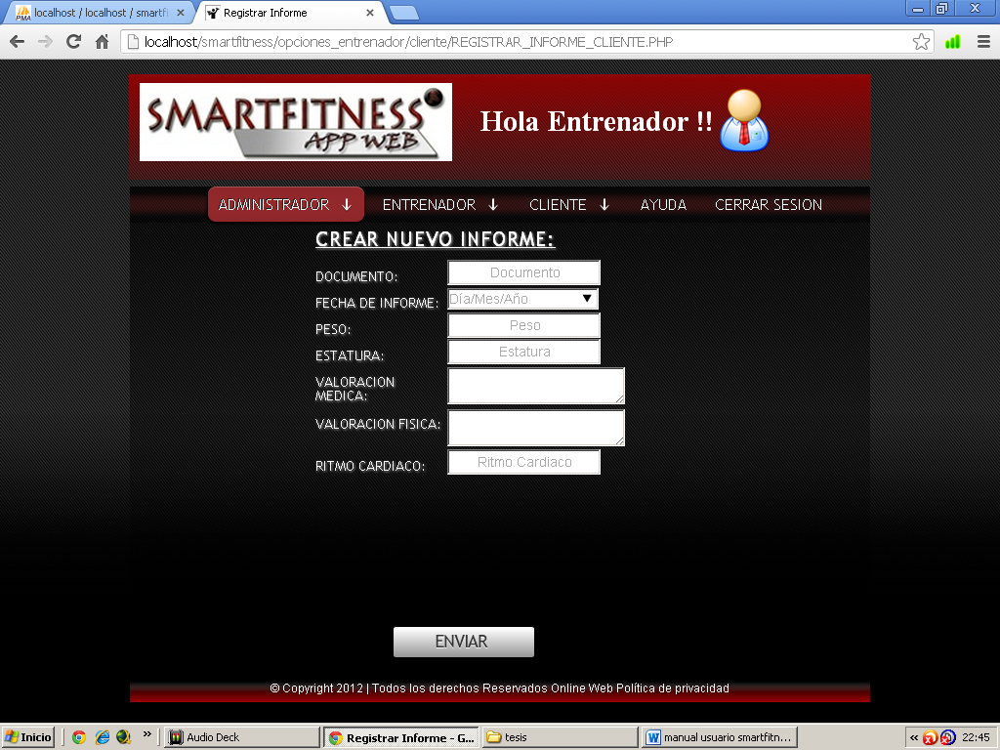 localhost / localhost / smartf
Registrar Informe
localhost/smartfitness/opciones_entrenador/cliente/REGISTRAR_INFORME_CLIENTE.PHP
SMARTFITNESS
APP WEB
Hola Entrenador !!
ADMINISTRADOR ↓ ENTRENADOR ↓ CLIENTE ↓ AYUDA CERRAR SESION
CREAR NUEVO INFORME:
DOCUMENTO: Documento
FECHA DE INFORME: Día/Mes/Año
PESO: Peso
ESTATURA: Estatura
VALORACION
MEDICA:
VALORACION FISICA:
RITMO CARDIACO: Ritmo Cardiaco
ENVIAR
© Copyright 2012 | Todos los derechos Reservados Online Web Política de privacidad
Inicio » Audio Deck Registrar Informe - G... tesis manual usuario smartfitn... « 22:45